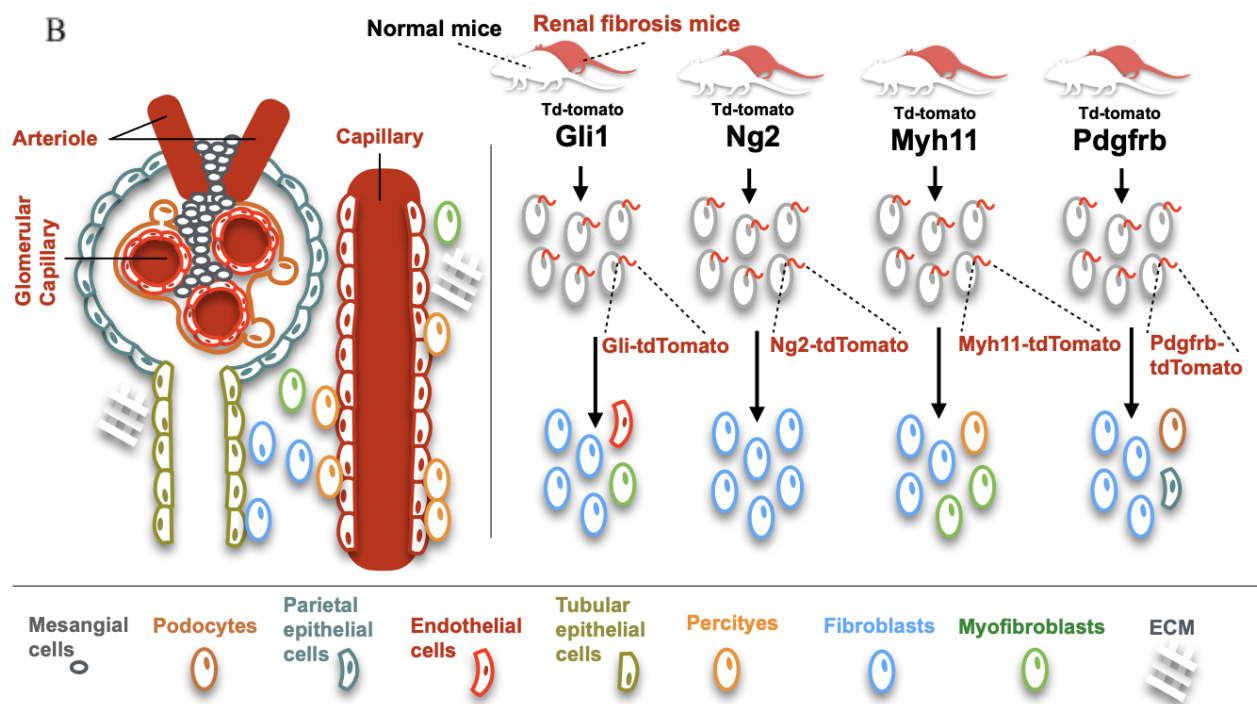 B
Normal mice
Renal fibrosis mice
Arteriole
Capillary
Glomerular
Capillary
Td-tomato
Gli1
Td-tomato
Ng2
Td-tomato
Myh11
Td-tomato
Pdgfrb
Gli-tdTomato
Ng2-tdTomato
Myh11-tdTomato
Pdgfrb-
tdTomato
Mesangial
cells
Podocytes
Parietal
epithelial
cells
Endothelial
cells
Tubular
epithelial
cells
Percityes
Fibroblasts
Myofibroblasts
ECM